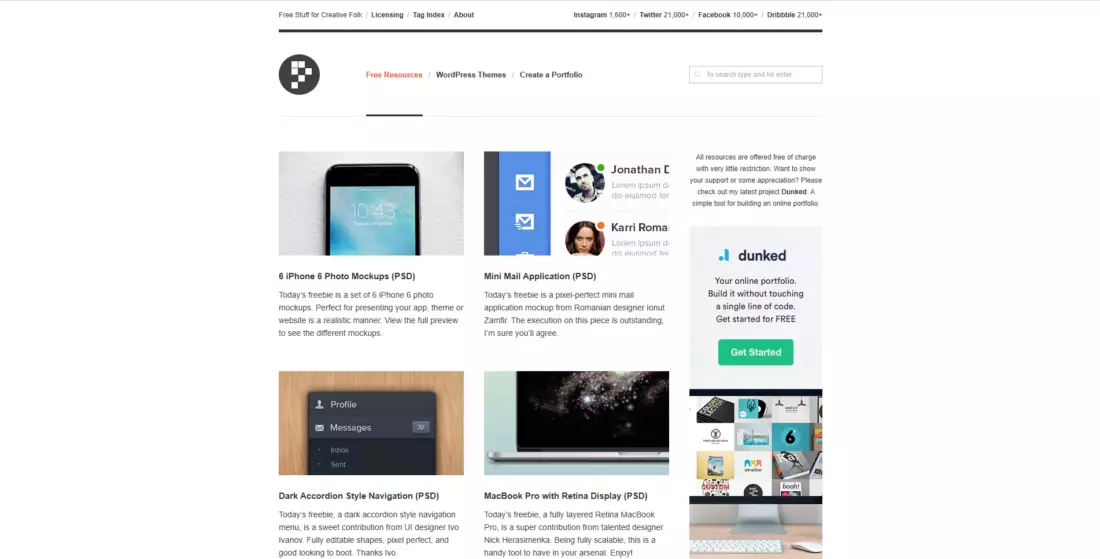 Free Stuff for Creative Folk / Licensing / Tag Index / About
Instagram 1,600+ / Twitter 21,000+ / Facebook 10,000+ / Dribbble 21,000+
Free Resources / WordPress Themes / Create a Portfolio
To search type and hit enter
10:43
Jonathan D
Lorem ipsum do
do eiusmod tem
Karri Roma
Lorem ipsum do
do eiusmod tem
6 iPhone 6 Photo Mockups (PSD)
Today's freebie is a set of 6 iPhone 6 photo
mockups. Perfect for presenting your app, theme or
website is a realistic manner. View the full preview
to see the different mockups.
Mini Mail Application (PSD)
Today's freebie is a pixel-perfect mini mail
application mockup from Romanian designer Ionut
Zamfir. The execution on this piece is outstanding,
I'm sure you'll agree.
Profile
Messages
Inbox
Sent
Dark Accordion Style Navigation (PSD)
Today's freebie, a dark accordion style navigation
menu, is a sweet contribution from UI designer Ivo
Ivanov. Fully editable shapes, pixel perfect, and
good looking to boot. Thanks Ivo.
MacBook Pro with Retina Display (PSD)
Today's freebie, a fully layered Retina MacBook
Pro, is a super contribution from talented designer
Nick Herasimenka. Being fully scalable, this is a
handy tool to have in your arsenal. Enjoy!
All resources are offered free of charge
with very little restriction. Want to show
your support or some appreciation? Please
check out my latest project Dunked. A
simple tool for building an online portfolio.
dunked
Your online portfolio.
Build it without touching
a single line of code.
Get started for FREE
Get Started
6
booh!